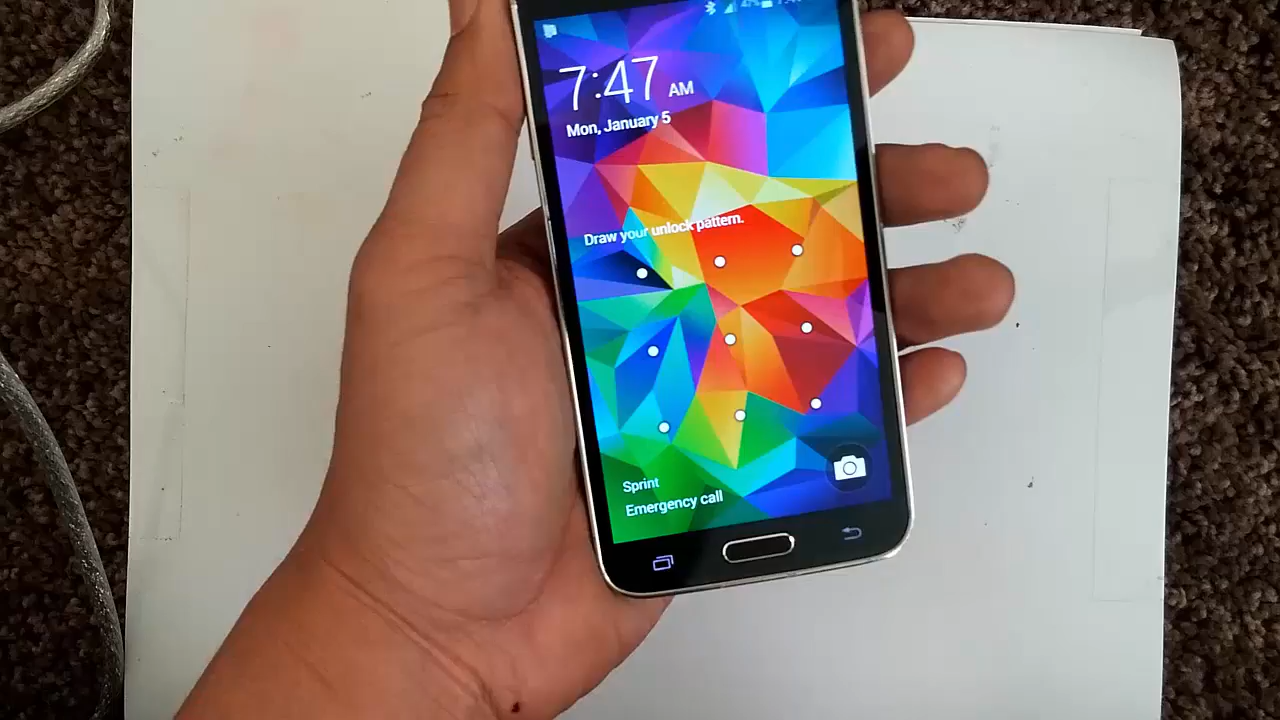 7:47 AM
Mon, January 5
Draw your unlock pattern.
Sprint
Emergency call